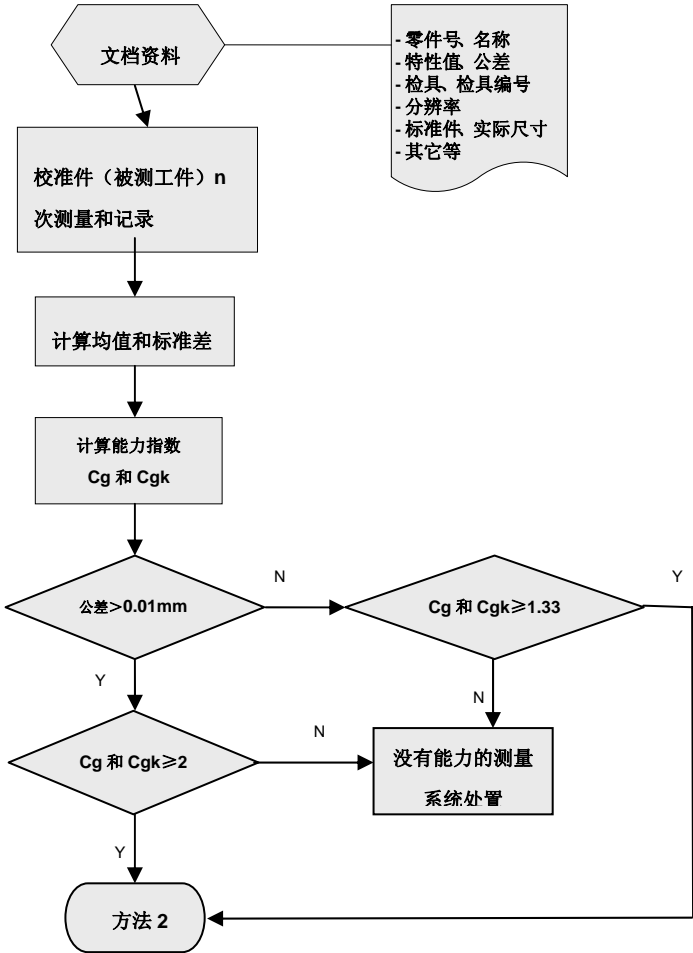 文档资料
- 零件号、名称
- 特性值、公差
- 检具、检具编号
- 分辨率
- 标准件、实际尺寸
- 其它等
校准件（被测工件）n
次测量和记录
计算均值和标准差
计算能力指数
Cg 和 Cgk
公差>0.01mm
N
Cg 和 Cgk≥1.33
Y
Y
N
Cg 和 Cgk≥2
N
没有能力的测量
系统处置
Y
方法 2